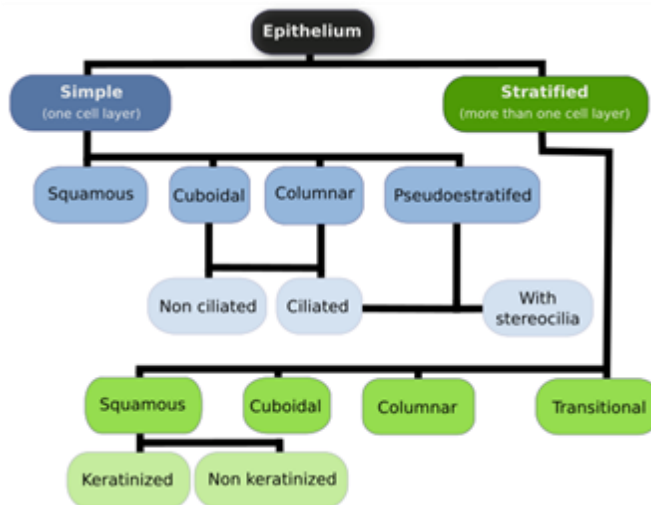 Epithelium
Simple
(one cell layer)
Stratified
(more than one cell layer)
Squamous
Cuboidal
Columnar
Pseudoestratifed
Non ciliated
Ciliated
With
stereocilia
Squamous
Cuboidal
Columnar
Transitional
Keratinized
Non keratinized